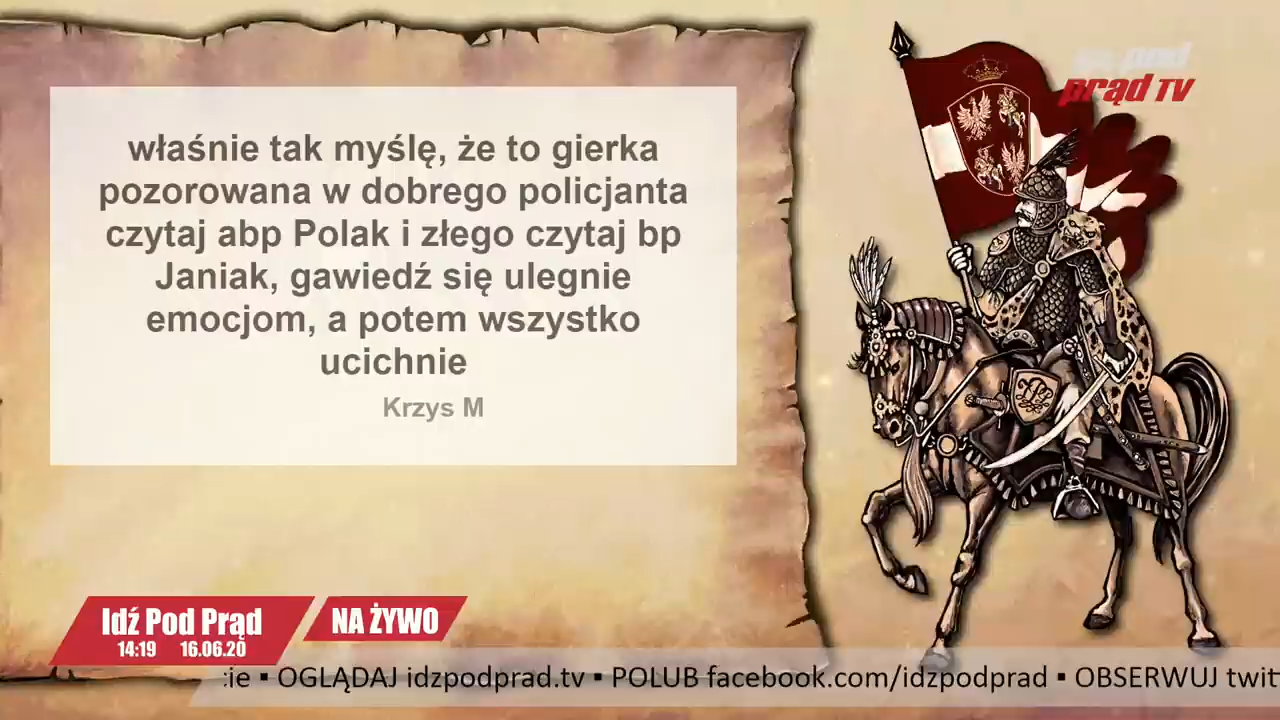 pod
prąd TV
właśnie tak myślę, że to gierka
pozorowana w dobrego policjanta
czytaj abp Polak i złego czytaj bp
Janiak, gawiedź się ulegnie
emocjom, a potem wszystko
ucichnie
Krzys M
Idź Pod Prąd
14:19 16.06.20
NA ŻYWO
:ie ▪ OGLĄDAJ idzpodprad.tv ▪ POLUB facebook.com/idzpodprad ▪ OBSERWUJ twit